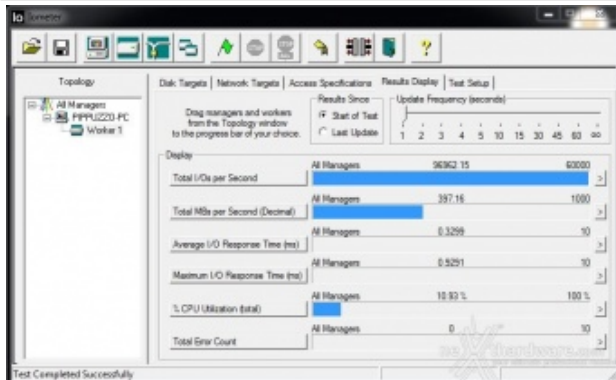 Iometer
Topology
All Managers
PIPPUZZO-PC
Worker 1
Disk Targets | Network Targets | Access Specifications | Results Display | Test Setup
Drag managers and workers
from the Topology window
to the progress bar of your choice.
Results Since
Start of Test
Last Update
Update Frequency (seconds)
1 2 3 4 5 10 15 30 45 60 oo
Display
Total I/Os per Second
All Managers 96962.15 60000
Total MBs per Second (Decimal)
All Managers 397.16 1000
Average I/O Response Time (ms)
All Managers 0.3299 10
Maximum I/O Response Time (ms)
All Managers 0.9291 10
% CPU Utilization (total)
All Managers 10.93 % 100 %
Total Error Count
All Managers 0 10
Test Completed Successfully